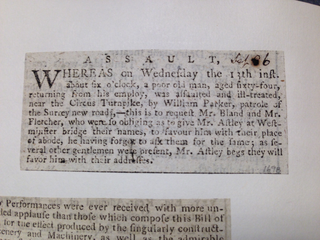 ASSAULT, 1786
WHEREAS on Wednesday the 13th inst.
about six o'clock, a poor old man, aged sixty-four,
returning from his employ, was assaulted and ill-treated,
near the Circus Turnpike, by William Parker, patrole of
the Surrey new roads,—this is to request Mr. Bland and Mr.
Fletcher, who were so obliging as to give Mr. Astley at West-
minster bridge their names, to favour him with their place
of abode, he having forgot to ask them for the same; as se-
veral other gentlemen were present, Mr. Astley begs they will
favor him with their addresses.
y Performances were ever received with more un-
led applause than those which compose this Bill of
for the effect produced by the singularly construct-
cenery and Machinery, as well as the admirable